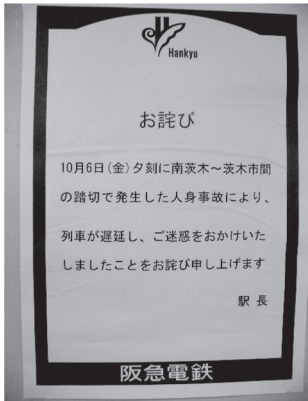 Hankyu
お詫び
10月6日(金)夕刻に南茨木～茨木市間
の踏切で発生した人身事故により、
列車が遅延し、ご迷惑をおかけいた
しましたことをお詫び申し上げます
駅長
阪急電鉄